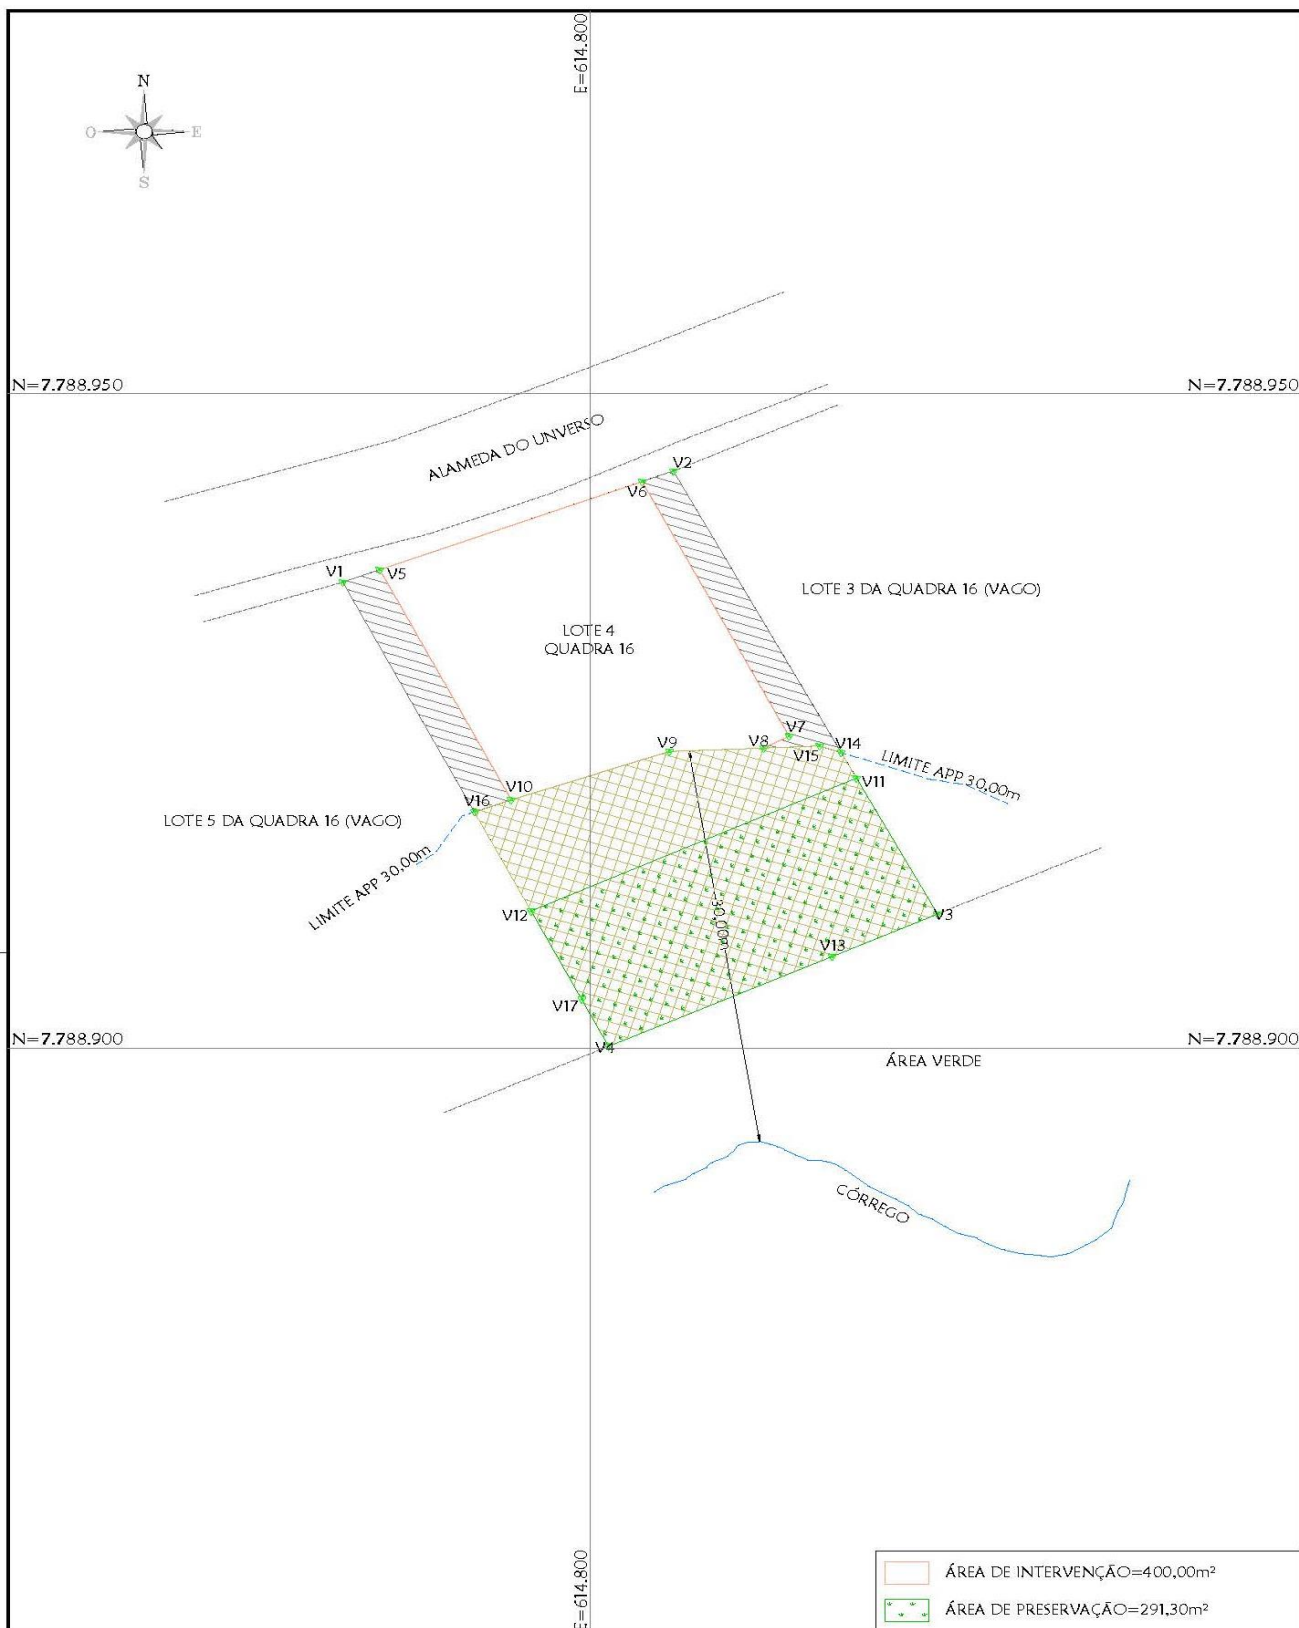 E=614.800
N
O
E
S
N=7.788.950
N=7.788.950
ALAMEDA DO UNVERSO
V2
V6
V1
V5
LOTE 3 DA QUADRA 16 (VAGO)
LOTE 4
QUADRA 16
V7
V9
V8
V15
V14
LIMITE APP 30,00m
V11
V10
V16
LOTE 5 DA QUADRA 16 (VAGO)
LIMITE APP 30,00m
V12
30,00m
V3
V13
V17
N=7.788.900
V4
N=7.788.900
ÁREA VERDE
CÓRREGO
E=614.800
ÁREA DE INTERVENÇÃO=400,00m²
ÁREA DE PRESERVAÇÃO=291,30m²